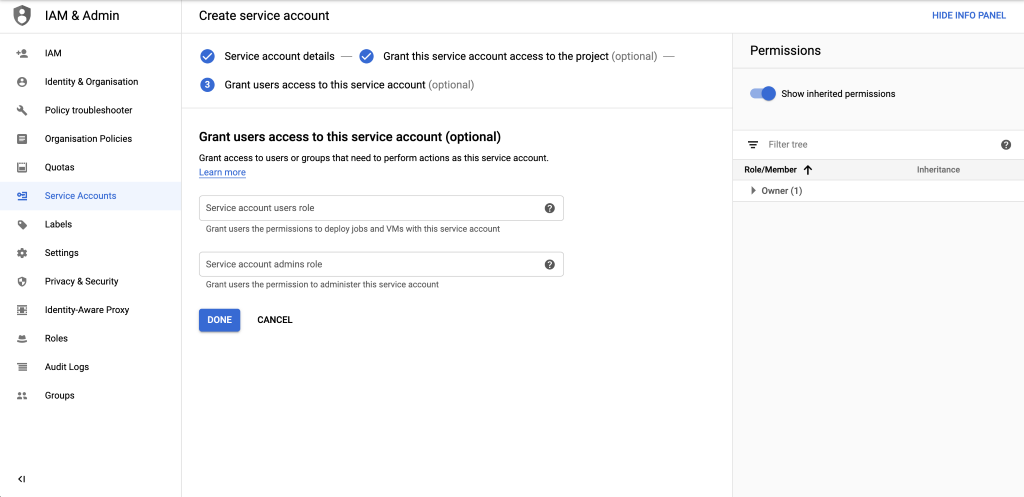 IAM & Admin
Create service account
HIDE INFO PANEL
IAM
Identity & Organisation
Policy troubleshooter
Organisation Policies
Quotas
Service Accounts
Labels
Settings
Privacy & Security
Identity-Aware Proxy
Roles
Audit Logs
Groups
Service account details — Grant this service account access to the project (optional) —
3 Grant users access to this service account (optional)
Grant users access to this service account (optional)
Grant access to users or groups that need to perform actions as this service account.
Learn more
Service account users role
Grant users the permissions to deploy jobs and VMs with this service account
Service account admins role
Grant users the permission to administer this service account
DONE CANCEL
Permissions
Show inherited permissions
Filter tree
Role/Member Inheritance
Owner (1)